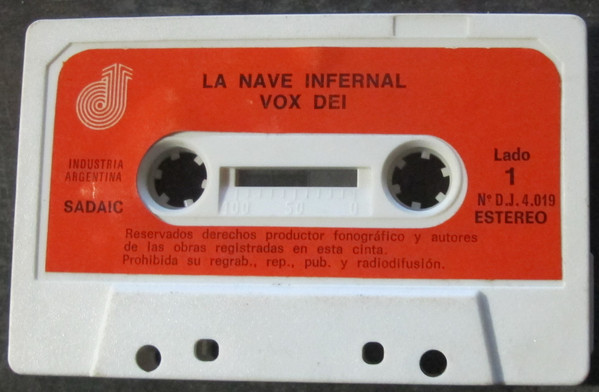 LA NAVE INFERNAL
VOX DEI
INDUSTRIA
ARGENTINA
SADAIC
Lado
1
Nº D.J. 4.019
ESTEREO
100 50 0
Reservados derechos productor fonográfico y autores
de las obras registradas en esta cinta.
Prohibida su regrab., rep., pub. y radiodifusión.